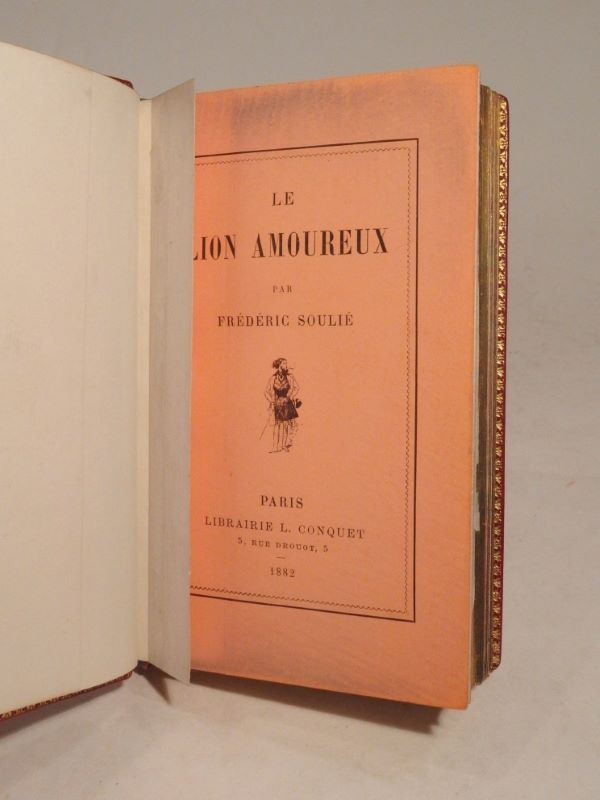 LE
LION AMOUREUX
PAR
FRÉDÉRIC SOULIÉ
PARIS
LIBRAIRIE L. CONQUET
5, RUE DROUOT, 5
1882